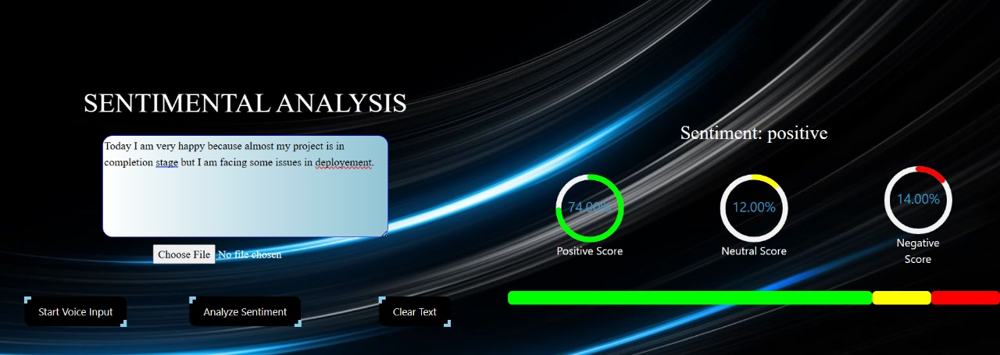 SENTIMENTAL ANALYSIS
Today I am very happy because almost my project is in
completion stage but I am facing some issues in deployement.
Choose File No file chosen
Start Voice Input
Analyze Sentiment
Clear Text
Sentiment: positive
74.00%
Positive Score
12.00%
Neutral Score
14.00%
Negative
Score